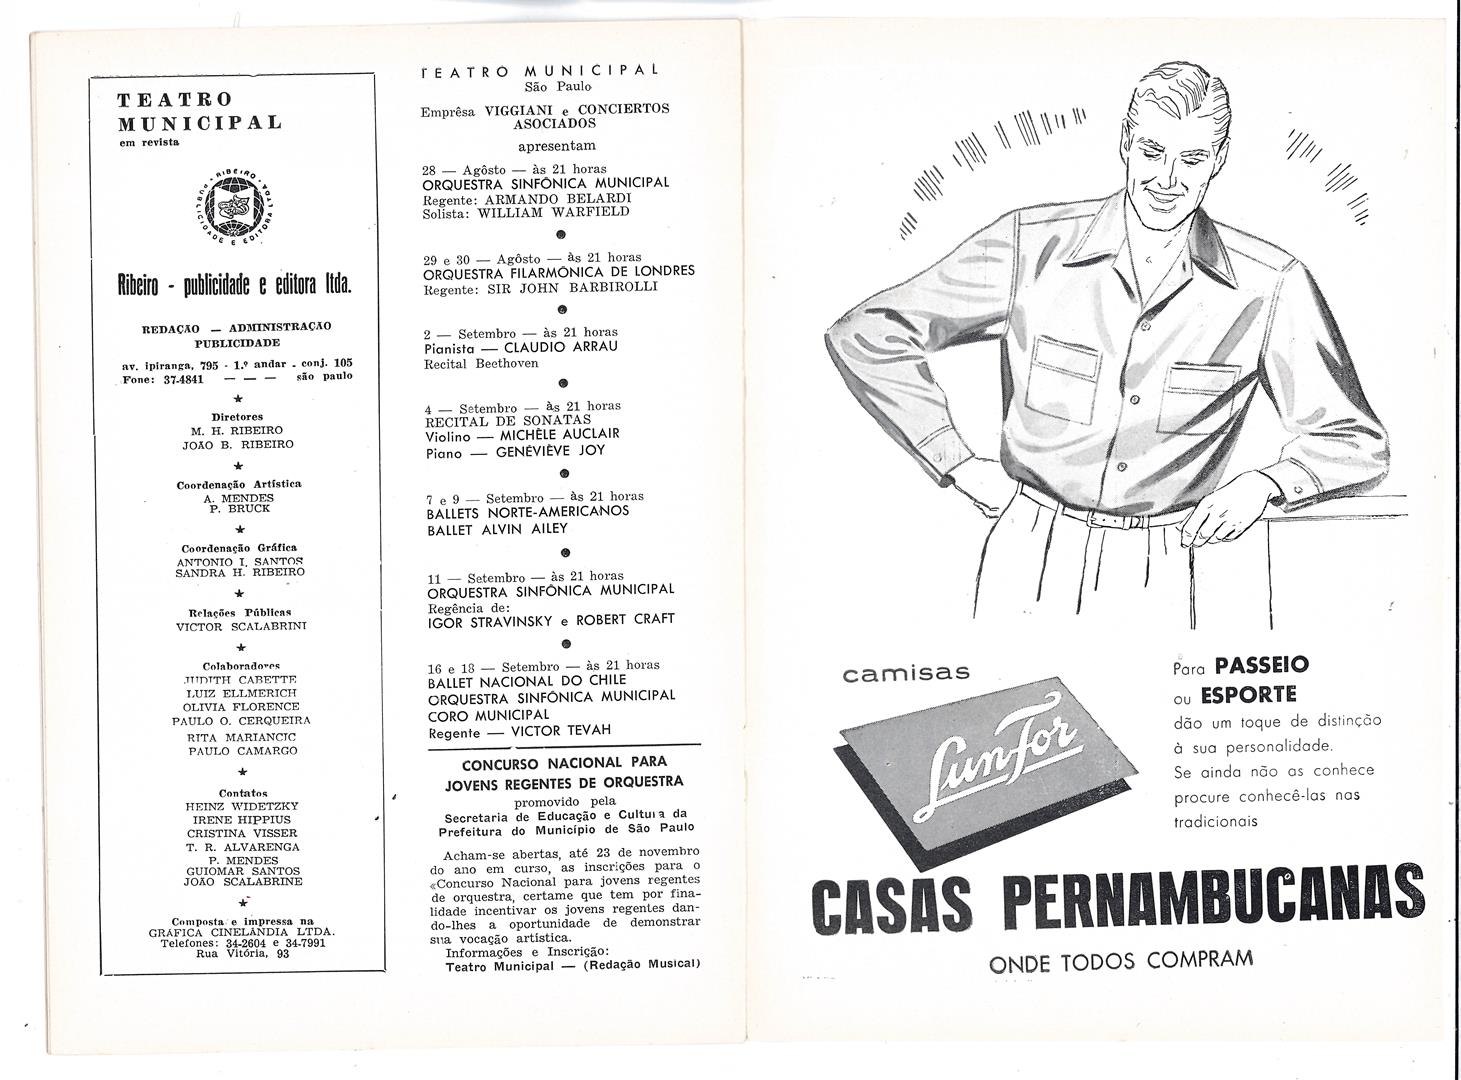 TEATRO
MUNICIPAL
em revista
RIBEIRO - LTDA.
PUBLICIDADE E EDITORA
Ribeiro - publicidade e editora ltda.
REDAÇÃO — ADMINISTRAÇÃO
PUBLICIDADE
av. ipiranga, 795 - 1.º andar - conj. 105
Fone: 37-4841 — — — são paulo
★
Diretores
M. H. RIBEIRO
JOÃO B. RIBEIRO
★
Coordenação Artística
A. MENDES
P. BRUCK
★
Coordenação Gráfica
ANTONIO I. SANTOS
SANDRA H. RIBEIRO
★
Relações Públicas
VICTOR SCALABRINI
★
Colaboradores
JUDITH CABETTE
LUIZ ELLMERICH
OLIVIA FLORENCE
PAULO O. CERQUEIRA
RITA MARIANCIC
PAULO CAMARGO
★
Contatos
HEINZ WIDETZKY
IRENE HIPPIUS
CRISTINA VISSER
T. R. ALVARENGA
P. MENDES
GUIOMAR SANTOS
JOÃO SCALABRINE
★
Composta e impressa na
GRÁFICA CINELÂNDIA LTDA.
Telefones: 34-2604 e 34-7991
Rua Vitória, 93
TEATRO MUNICIPAL
São Paulo
Emprêsa VIGGIANI e CONCIERTOS
ASOCIADOS
apresentam
28 — Agôsto — às 21 horas
ORQUESTRA SINFÔNICA MUNICIPAL
Regente: ARMANDO BELARDI
Solista: WILLIAM WARFIELD
●
29 e 30 — Agôsto — às 21 horas
ORQUESTRA FILARMÔNICA DE LONDRES
Regente: SIR JOHN BARBIROLLI
●
2 — Setembro — às 21 horas
Pianista — CLAUDIO ARRAU
Recital Beethoven
●
4 — Setembro — às 21 horas
RECITAL DE SONATAS
Violino — MICHÈLE AUCLAIR
Piano — GENÉVIÈVE JOY
●
7 e 9 — Setembro — às 21 horas
BALLETS NORTE-AMERICANOS
BALLET ALVIN AILEY
●
11 — Setembro — às 21 horas
ORQUESTRA SINFÔNICA MUNICIPAL
Regência de:
IGOR STRAVINSKY e ROBERT CRAFT
●
16 e 18 — Setembro — às 21 horas
BALLET NACIONAL DO CHILE
ORQUESTRA SINFÔNICA MUNICIPAL
CORO MUNICIPAL
Regente — VICTOR TEVAH
CONCURSO NACIONAL PARA
JOVENS REGENTES DE ORQUESTRA
promovido pela
Secretaria de Educação e Cultura da
Prefeitura do Município de São Paulo
Acham-se abertas, até 23 de novembro
do ano em curso, as inscrições para o
«Concurso Nacional para jovens regentes
de orquestra, certame que tem por fina-
lidade incentivar os jovens regentes dan-
do-lhes a oportunidade de demonstrar
sua vocação artística.
Informações e Inscrição:
Teatro Municipal — (Redação Musical)
camisas
LunFor
Para PASSEIO
ou ESPORTE
dão um toque de distinção
à sua personalidade.
Se ainda não as conhece
procure conhecê-las nas
tradicionais
CASAS PERNAMBUCANAS
ONDE TODOS COMPRAM